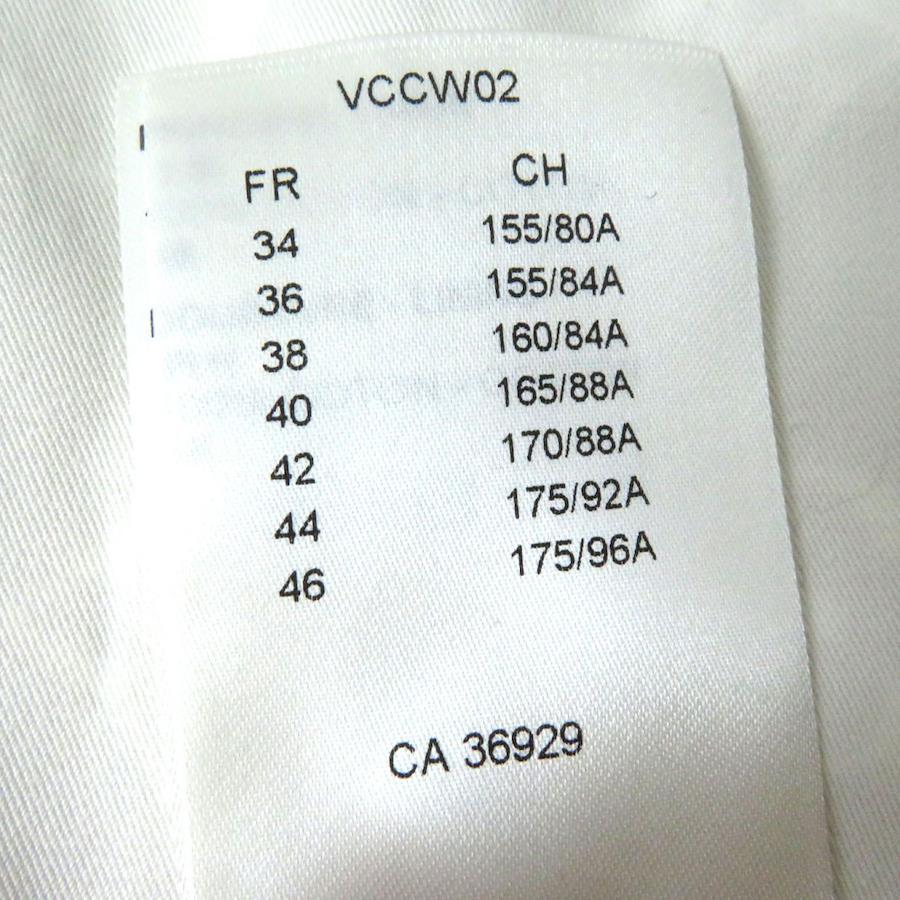 VCCW02
FR CH
34 155/80A
36 155/84A
38 160/84A
40 165/88A
42 170/88A
44 175/92A
46 175/96A
CA 36929